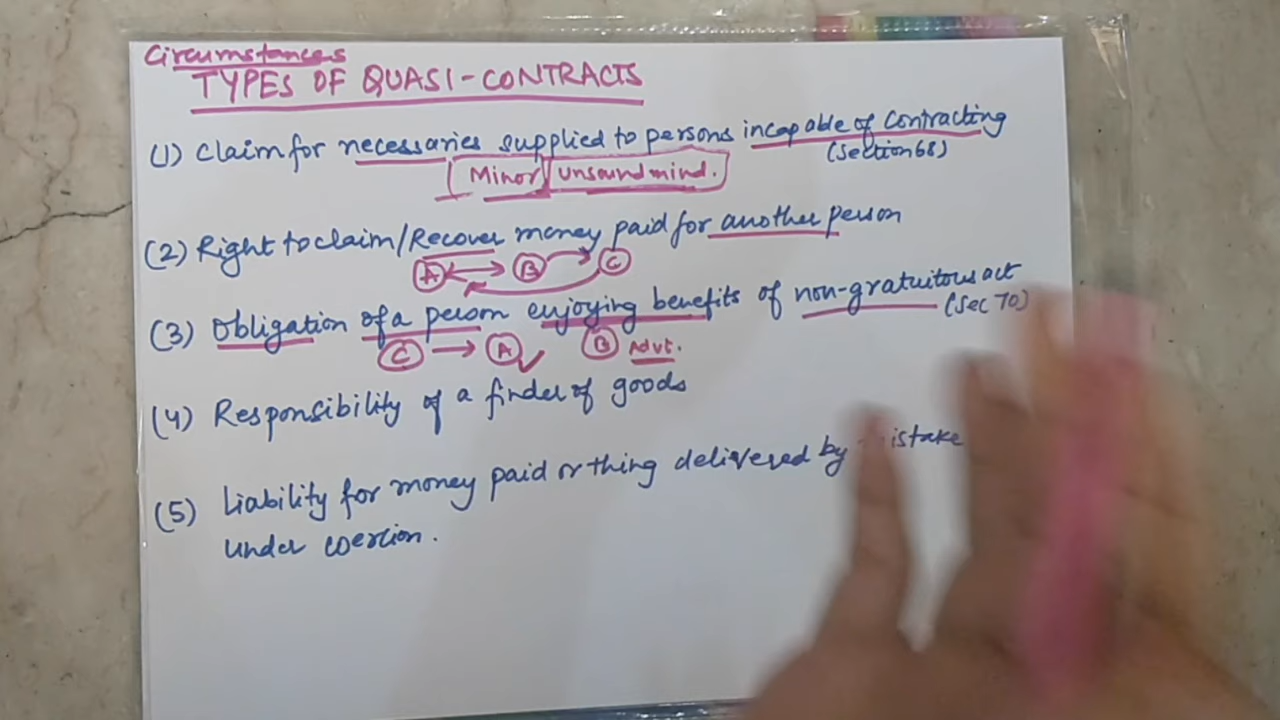 Circumstances
TYPES OF QUASI-CONTRACTS
(1) Claim for necessaries supplied to persons incapable of contracting
(Section 68)
Minor unsound mind.
(2) Right to claim/Recover money paid for another person
A B C
(3) Obligation of a person enjoying benefits of non-gratuitous act
(Sec 70)
C A B Advt.
(4) Responsibility of a finder of goods
(5) Liability for money paid or thing delivered by
under coercion.